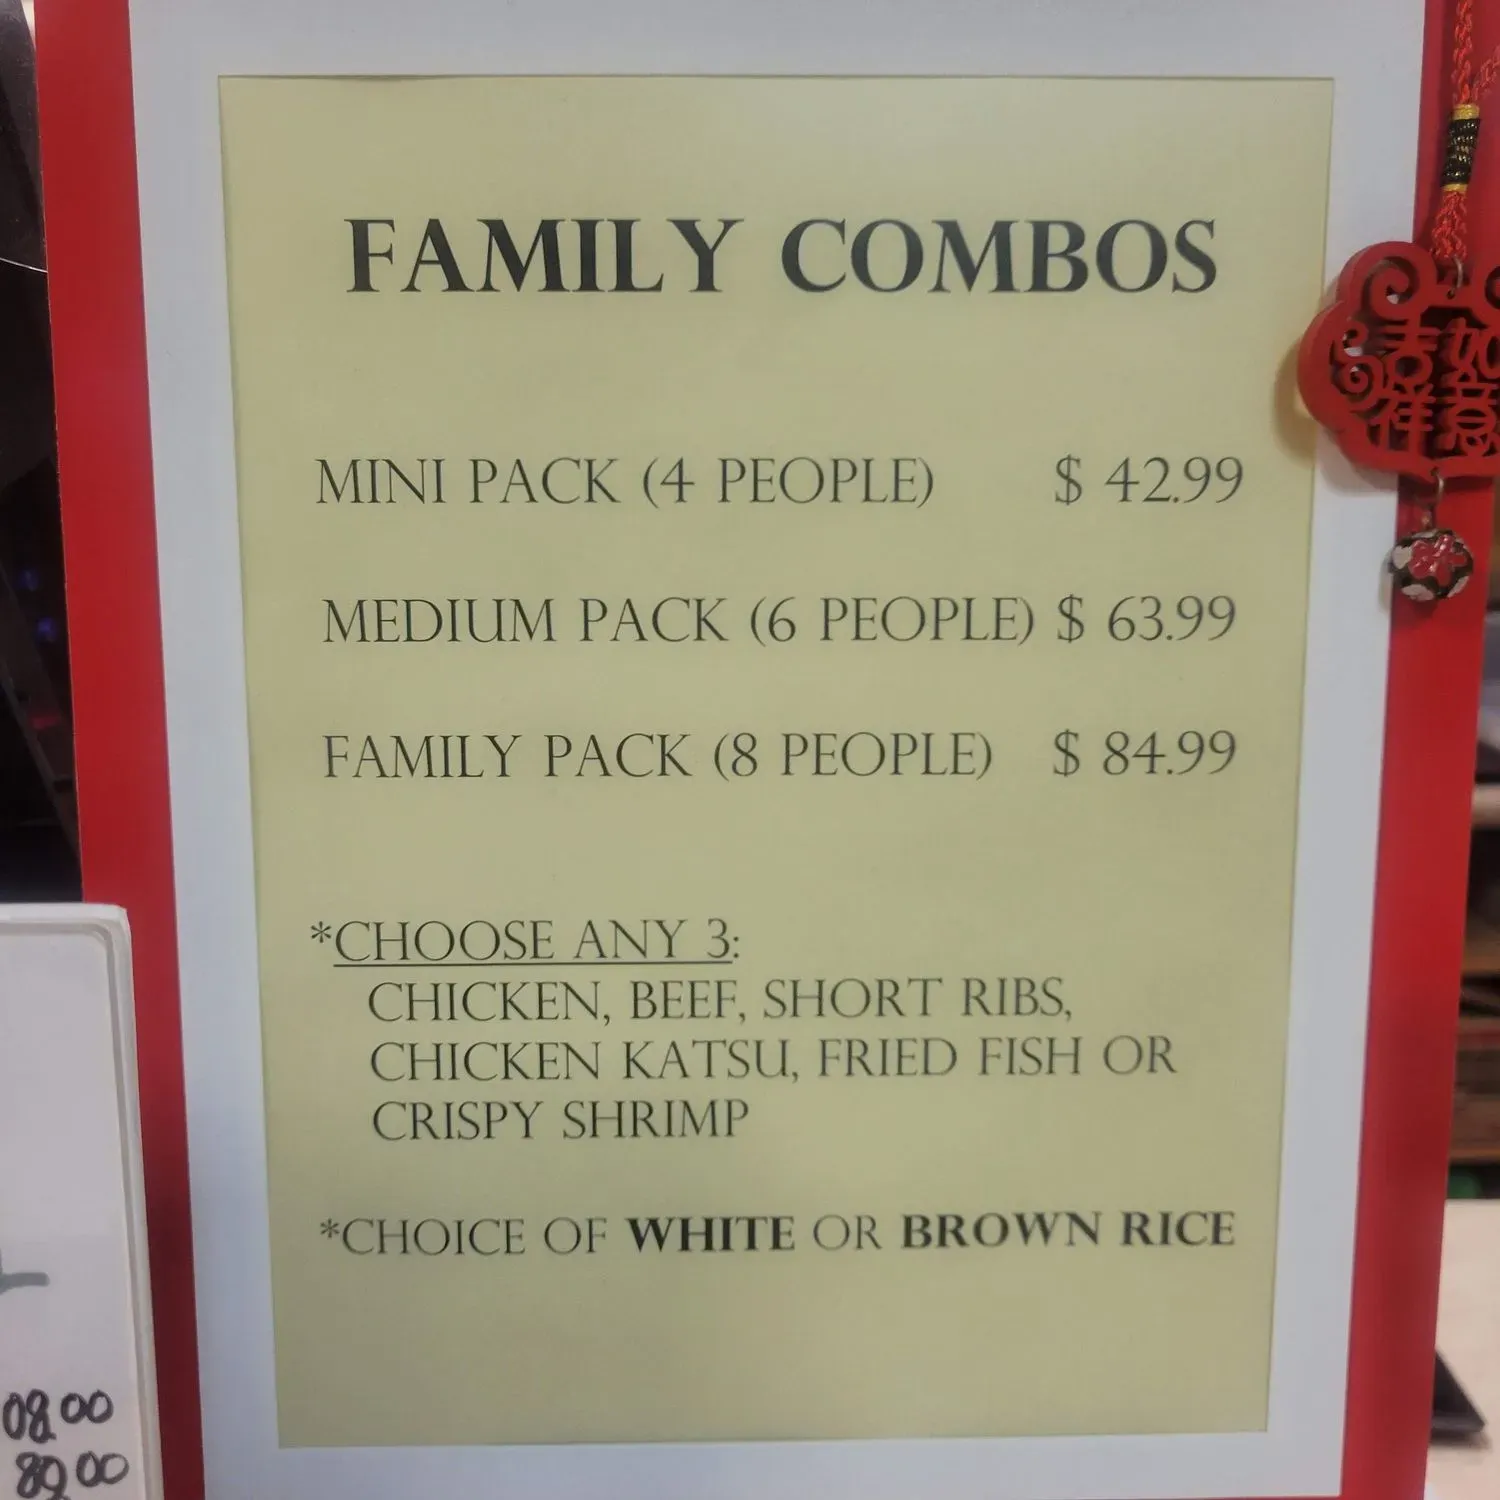 FAMILY COMBOS
MINI PACK (4 PEOPLE) $ 42.99
MEDIUM PACK (6 PEOPLE) $ 63.99
FAMILY PACK (8 PEOPLE) $ 84.99
*CHOOSE ANY 3:
CHICKEN, BEEF, SHORT RIBS,
CHICKEN KATSU, FRIED FISH OR
CRISPY SHRIMP
*CHOICE OF WHITE OR BROWN RICE
吉祥
如意
08.00
89.00